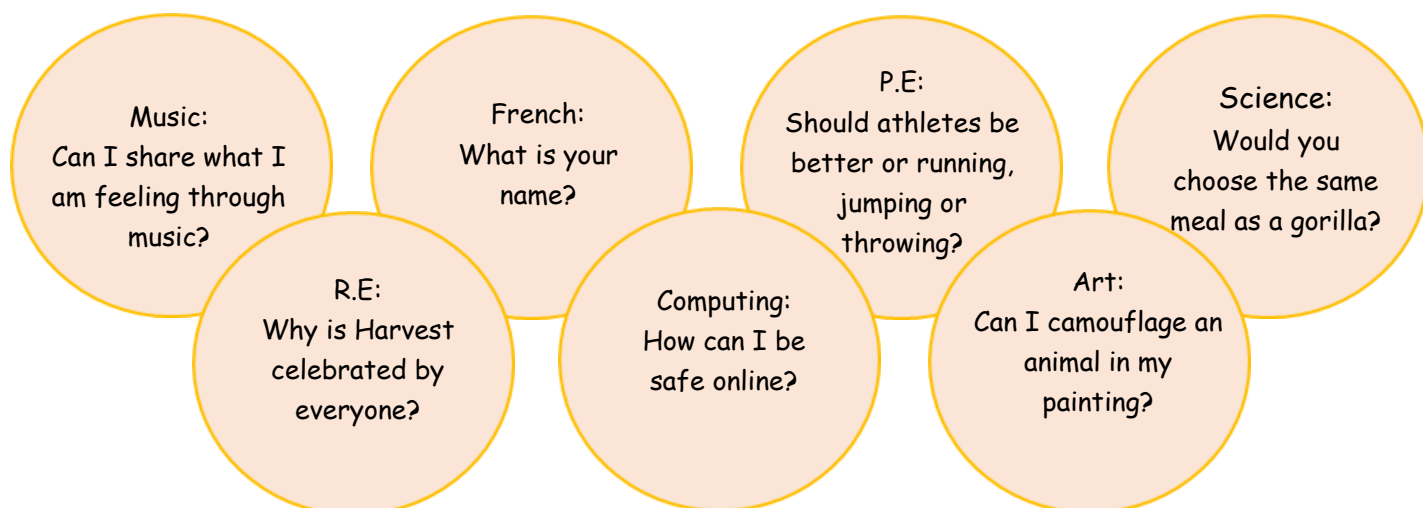 Music:
Can I share what I
am feeling through
music?
French:
What is your
name?
P.E:
Should athletes be
better or running,
jumping or
throwing?
Science:
Would you
choose the same
meal as a gorilla?
R.E:
Why is Harvest
celebrated by
everyone?
Computing:
How can I be
safe online?
Art:
Can I camouflage an
animal in my
painting?